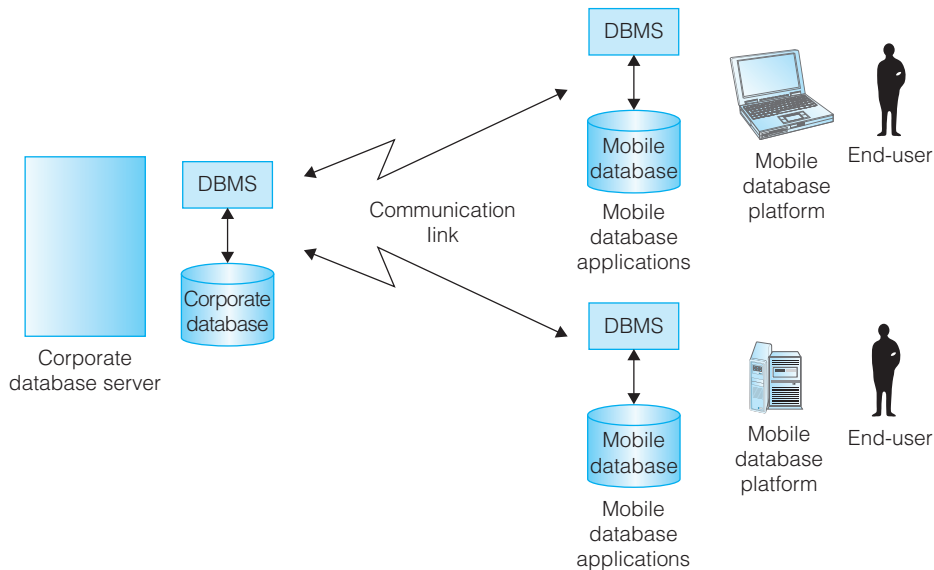 DBMS
Corporate
database
Corporate
database server
Communication
link
DBMS
Mobile
database
Mobile
database
applications
Mobile
database
platform
End-user
DBMS
Mobile
database
Mobile
database
applications
Mobile
database
platform
End-user